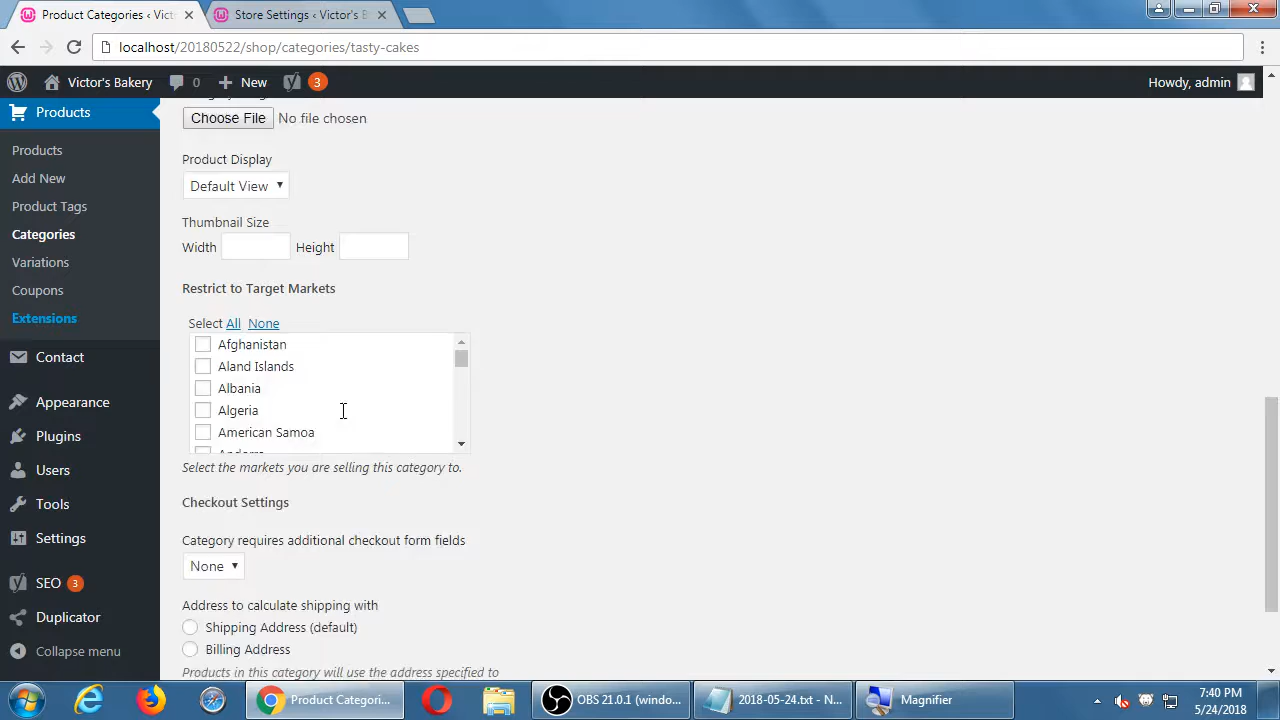 Product Categories ‹ Vict
Store Settings ‹ Victor's B
localhost/20180522/shop/categories/tasty-cakes
Victor's Bakery
0
New
3
Howdy, admin
Products
Products
Add New
Product Tags
Categories
Variations
Coupons
Extensions
Contact
Appearance
Plugins
Users
Tools
Settings
SEO 3
Duplicator
Collapse menu
Choose File No file chosen
Product Display
Default View
Thumbnail Size
Width
Height
Restrict to Target Markets
Select All None
Afghanistan
Aland Islands
Albania
Algeria
American Samoa
Select the markets you are selling this category to.
Checkout Settings
Category requires additional checkout form fields
None
Address to calculate shipping with
Shipping Address (default)
Billing Address
Products in this category will use the address specified to
Product Categori...
OBS 21.0.1 (windo...
2018-05-24.txt - N...
Magnifier
7:40 PM
5/24/2018